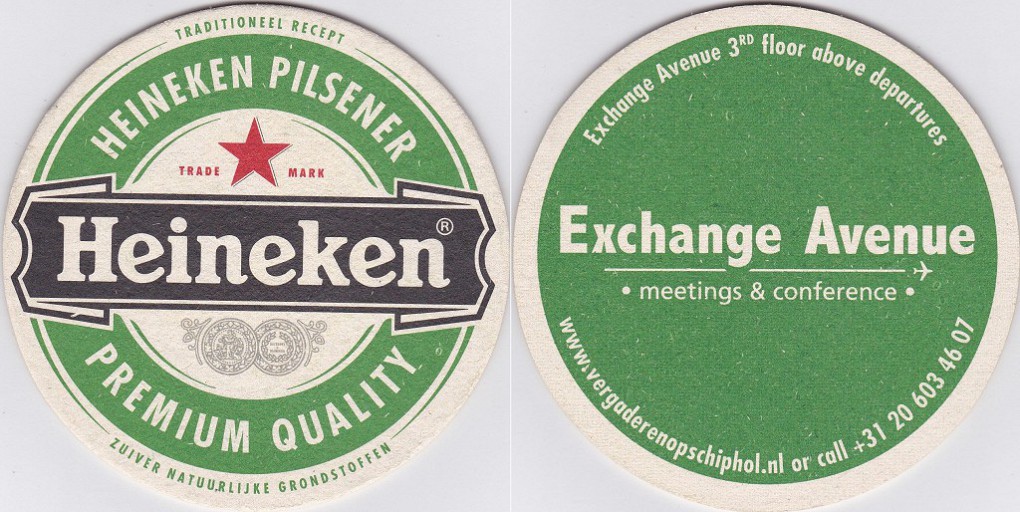 TRADITIONEEL RECEPT
HEINEKEN PILSENER
TRADE MARK
Heineken®
PREMIUM QUALITY
ZUIVER NATUURLIJKE GRONDSTOFFEN
Exchange Avenue 3RD floor above departures
Exchange Avenue
• meetings & conference •
www.vergaderenopschiphol.nl or call +31 20 603 46 07